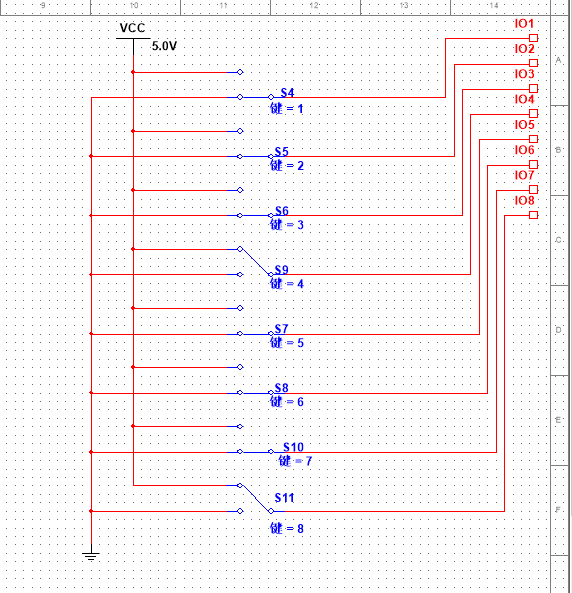 9 10 11 12 13 14
VCC
5.0V
IO1
IO2
IO3
IO4
IO5
IO6
IO7
IO8
A
B
C
D
E
F
S4
键 = 1
S5
键 = 2
S6
键 = 3
S9
键 = 4
S7
键 = 5
S8
键 = 6
S10
键 = 7
S11
键 = 8